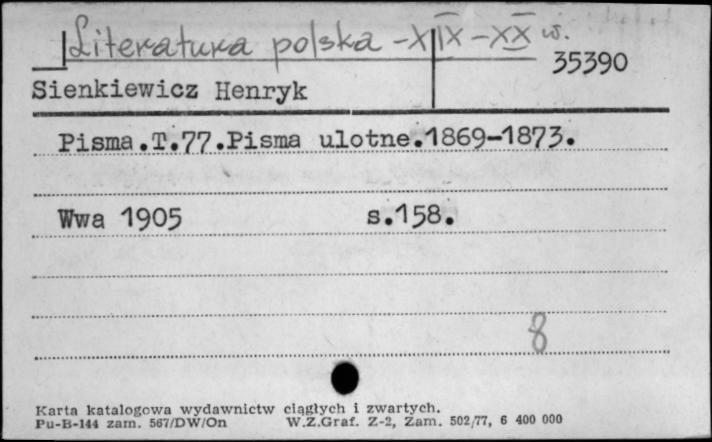 Literatura polska - XIX - XX w.
35390
Sienkiewicz Henryk
Pisma.T.77.Pisma ulotne.1869-1873.
Wwa 1905 s.158.
8
Karta katalogowa wydawnictw ciągłych i zwartych.
Pu-B-144 zam. 567/DW/On W.Z.Graf. Z-2, Zam. 502/77, 6 400 000